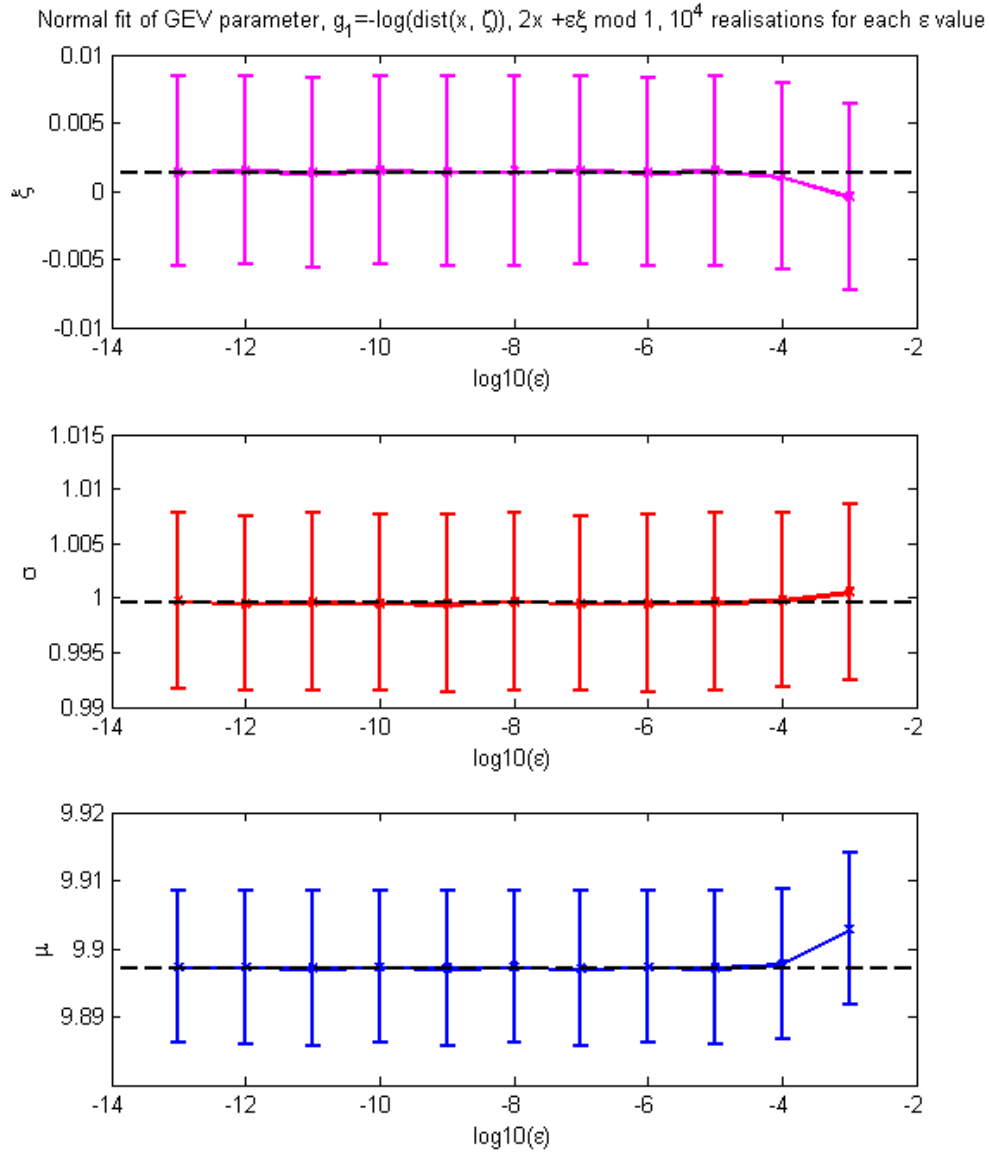 Normal fit of GEV parameter, g₁=-log(dist(x, ζ)), 2x +εξ mod 1, 10⁴ realisations for each ε value
0.01
0.005
0
-0.005
-0.01
ξ
-14 -12 -10 -8 -6 -4 -2
log10(ε)
1.015
1.01
1.005
1
0.995
0.99
σ
-14 -12 -10 -8 -6 -4 -2
log10(ε)
9.92
9.91
9.9
9.89
μ
-14 -12 -10 -8 -6 -4 -2
log10(ε)